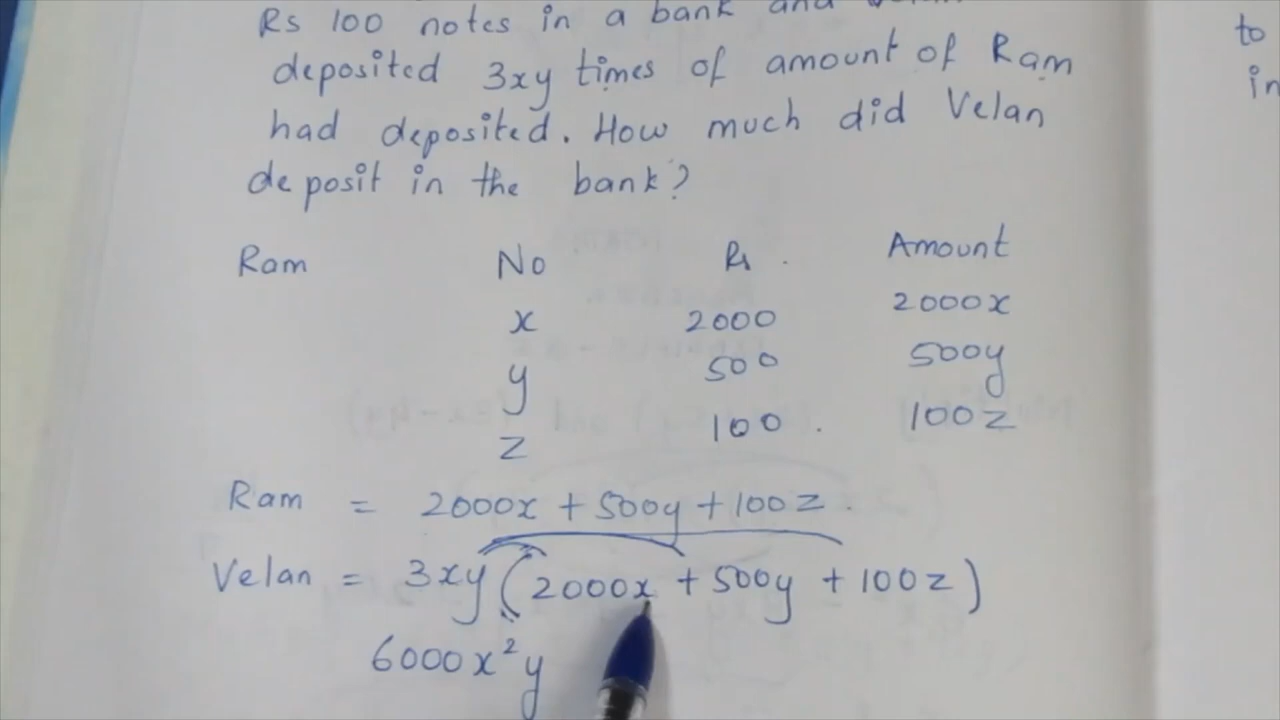 Rs 100 notes in a bank and
deposited 3xy times of amount of Ram
had deposited. How much did Velan
deposit in the bank?
to
in
Ram No Rs. Amount
x 2000 2000x
y 500 500y
z 100. 100z
Ram = 2000x + 500y + 100z.
Velan = 3xy (2000x + 500y + 100z)
6000x²y